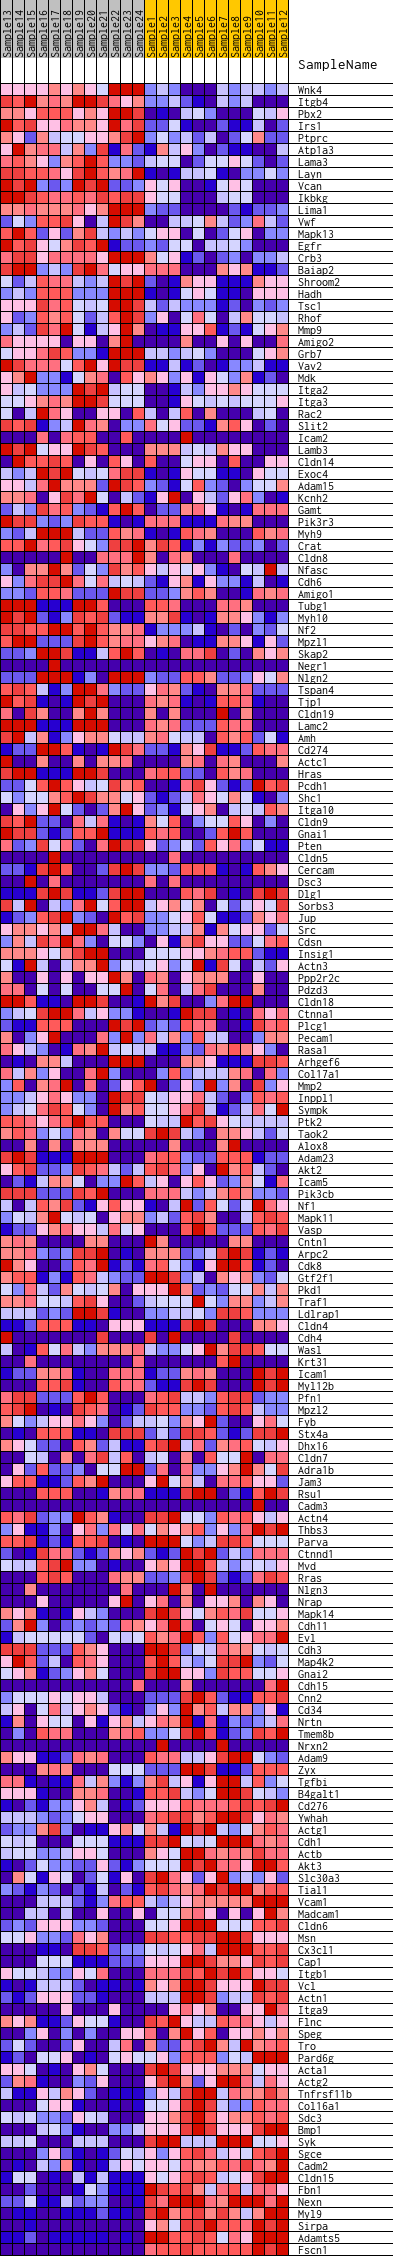 Sample13 Sample14 Sample15 Sample16 Sample17 Sample18 Sample19 Sample20 Sample21 Sample22 Sample23 Sample24 Sample1 Sample2 Sample3 Sample4 Sample5 Sample6 Sample7 Sample8 Sample9 Sample10 Sample11 Sample12
SampleName
Wnk4
Itgb4
Pbx2
Irs1
Ptprc
Atp1a3
Lama3
Layn
Vcan
Ikbkg
Lima1
Vwf
Mapk13
Egfr
Crb3
Baiap2
Shroom2
Hadh
Tsc1
Rhof
Mmp9
Amigo2
Grb7
Vav2
Mdk
Itga2
Itga3
Rac2
Slit2
Icam2
Lamb3
Cldn14
Exoc4
Adam15
Kcnh2
Gamt
Pik3r3
Myh9
Crat
Cldn8
Nfasc
Cdh6
Amigo1
Tubg1
Myh10
Nf2
Mpzl1
Skap2
Negr1
Nlgn2
Tspan4
Tjp1
Cldn19
Lamc2
Amh
Cd274
Actc1
Hras
Pcdh1
Shc1
Itga10
Cldn9
Gnai1
Pten
Cldn5
Cercam
Dsc3
Dlg1
Sorbs3
Jup
Src
Cdsn
Insig1
Actn3
Ppp2r2c
Pdzd3
Cldn18
Ctnna1
Plcg1
Pecam1
Rasa1
Arhgef6
Col17a1
Mmp2
Inppl1
Sympk
Ptk2
Taok2
Alox8
Adam23
Akt2
Icam5
Pik3cb
Nf1
Mapk11
Vasp
Cntn1
Arpc2
Cdk8
Gtf2f1
Pkd1
Traf1
Ldlrap1
Cldn4
Cdh4
Wasl
Krt31
Icam1
Myl12b
Pfn1
Mpzl2
Fyb
Stx4a
Dhx16
Cldn7
Adra1b
Jam3
Rsu1
Cadm3
Actn4
Thbs3
Parva
Ctnnd1
Mvd
Rras
Nlgn3
Nrap
Mapk14
Cdh11
Evl
Cdh3
Map4k2
Gnai2
Cdh15
Cnn2
Cd34
Nrtn
Tmem8b
Nrxn2
Adam9
Zyx
Tgfbi
B4galt1
Cd276
Ywhah
Actg1
Cdh1
Actb
Akt3
Slc30a3
Tial1
Vcam1
Madcam1
Cldn6
Msn
Cx3cl1
Cap1
Itgb1
Vcl
Actn1
Itga9
Flnc
Speg
Tro
Pard6g
Acta1
Actg2
Tnfrsf11b
Col16a1
Sdc3
Bmp1
Syk
Sgce
Cadm2
Cldn15
Fbn1
Nexn
Myl9
Sirpa
Adamts5
Fscn1